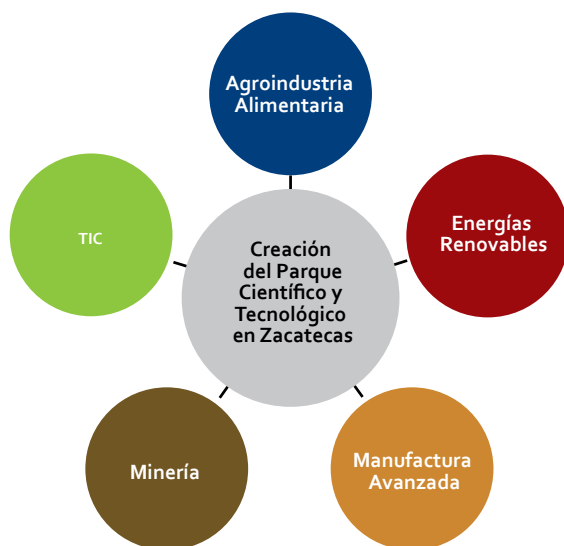 Agroindustria
Alimentaria
TIC
Energías
Renovables
Creación
del Parque
Científico y
Tecnológico
en Zacatecas
Minería
Manufactura
Avanzada